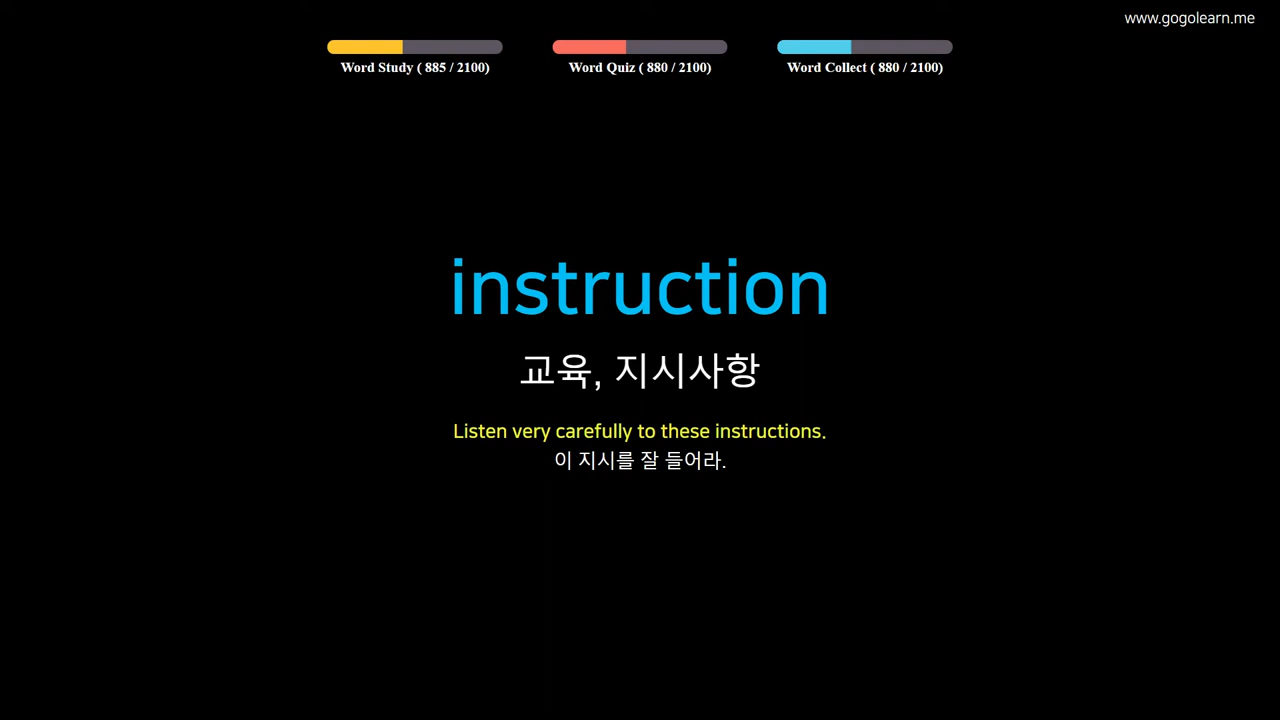 www.gogolearn.me
Word Study ( 885 / 2100)
Word Quiz ( 880 / 2100)
Word Collect ( 880 / 2100)
instruction
교육, 지시사항
Listen very carefully to these instructions.
이 지시를 잘 들어라.